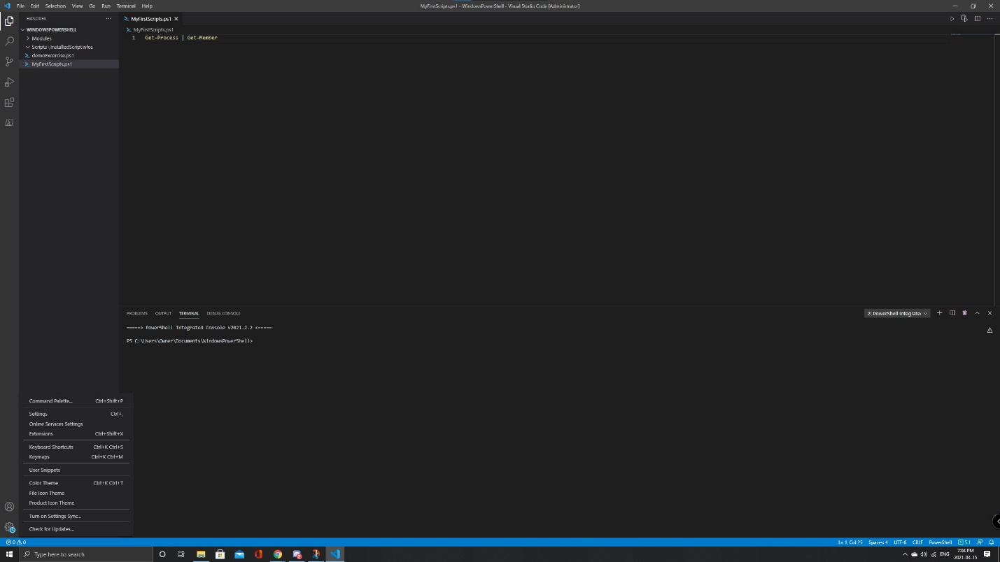 File Edit Selection View Go Run Terminal Help
MyFirstScripts.ps1 - WindowsPowerShell - Visual Studio Code [Administrator]
EXPLORER
WINDOWSPOWERSHELL
Modules
Scripts \ InstalledScriptInfos
demoExcercise.ps1
MyFirstScripts.ps1
MyFirstScripts.ps1
MyFirstScripts.ps1
1 Get-Process | Get-Member
PROBLEMS OUTPUT TERMINAL DEBUG CONSOLE
2: PowerShell Integrate
=====> PowerShell Integrated Console v2021.2.2 <=====
PS C:\Users\Owner\Documents\WindowsPowerShell>
Command Palette... Ctrl+Shift+P
Settings Ctrl+,
Online Services Settings
Extensions Ctrl+Shift+X
Keyboard Shortcuts Ctrl+K Ctrl+S
Keymaps Ctrl+K Ctrl+M
User Snippets
Color Theme Ctrl+K Ctrl+T
File Icon Theme
Product Icon Theme
Turn on Settings Sync...
Check for Updates...
0 0
Ln 1, Col 25 Spaces: 4 UTF-8 CRLF PowerShell 5.1
Type here to search
ENG
7:04 PM
2021-03-15